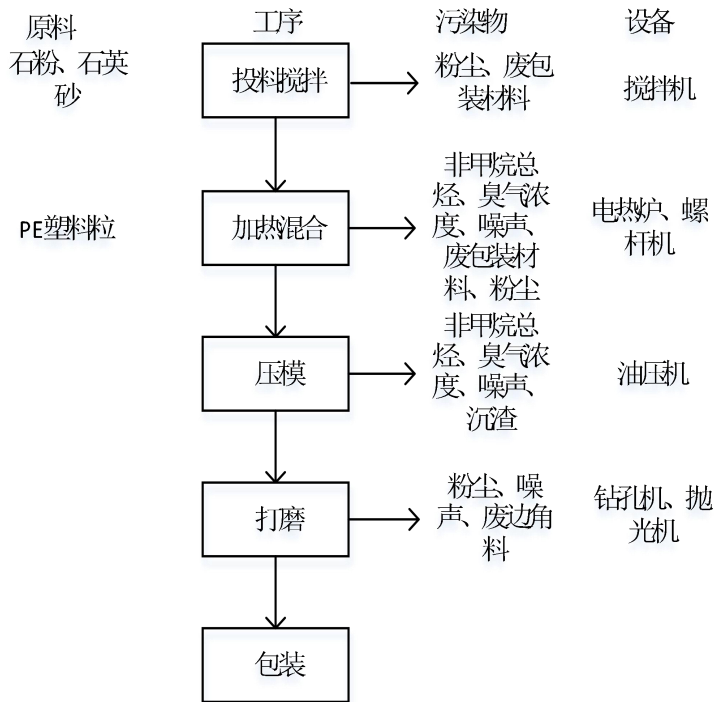 原料
工序
污染物
设备
石粉、石英
砂
投料搅拌
粉尘、废包
装材料
搅拌机
PE塑料粒
加热混合
非甲烷总
烃、臭气浓
度、噪声、
废包装材
料、粉尘
电热炉、螺
杆机
压模
非甲烷总
烃、臭气浓
度、噪声、
沉渣
油压机
打磨
粉尘、噪
声、废边角
料
钻孔机、抛
光机
包装